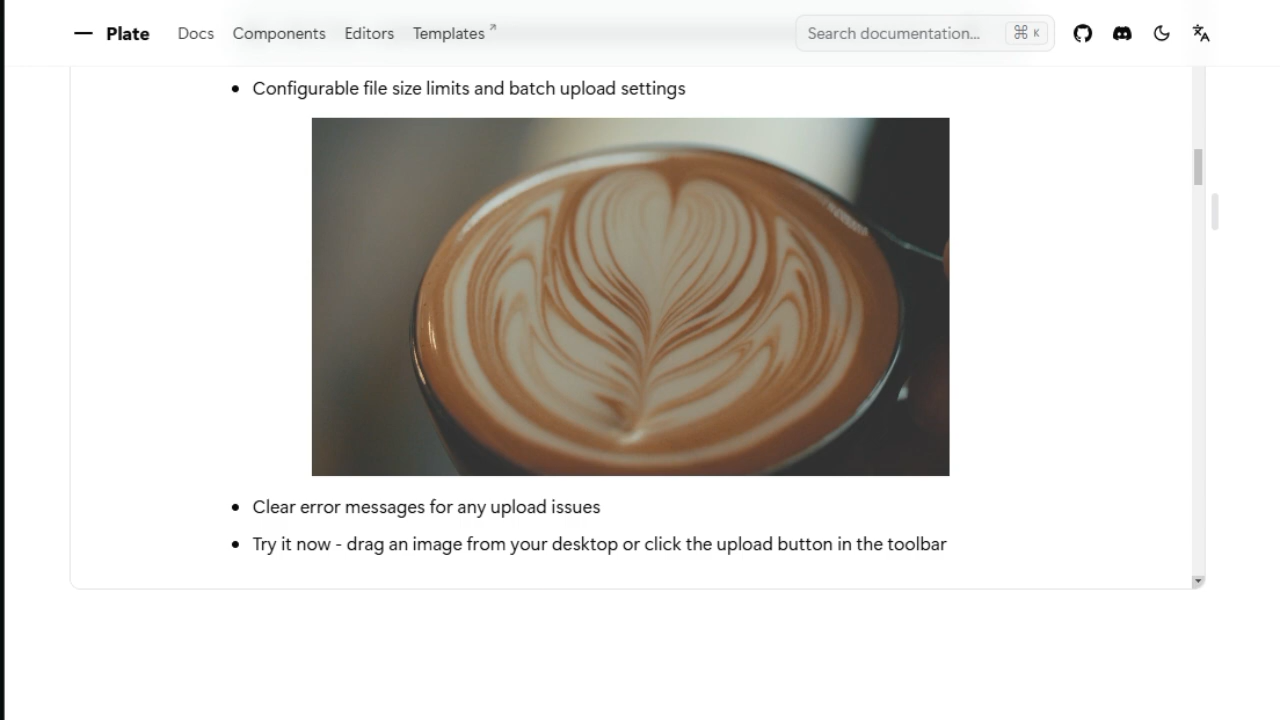 Plate Docs Components Editors Templates Search documentation... ⌘ K
Configurable file size limits and batch upload settings
Clear error messages for any upload issues
Try it now - drag an image from your desktop or click the upload button in the toolbar